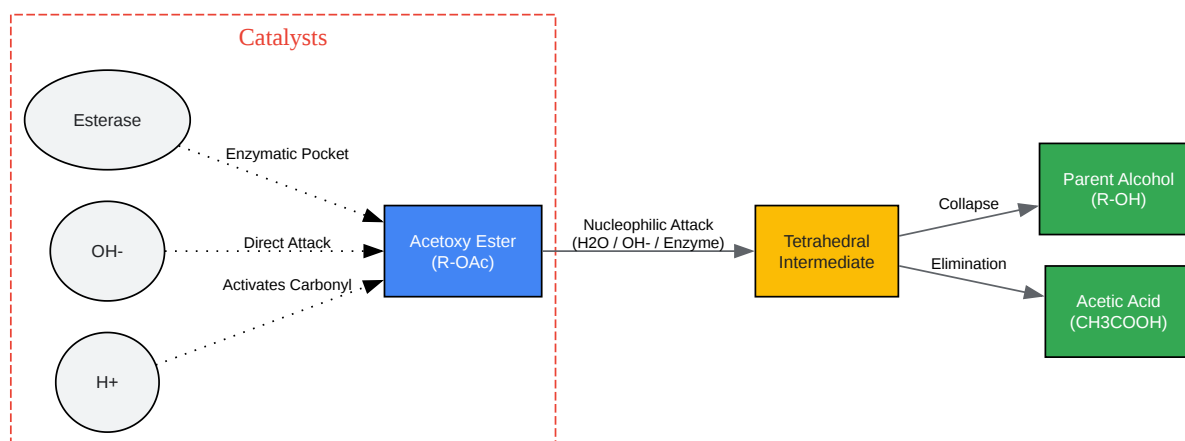 Catalysts
Esterase
Enzymatic Pocket
OH-
Direct Attack
Activates Carbonyl
H+
Acetoxy Ester
(R-OAc)
Nucleophilic Attack
(H2O / OH- / Enzyme)
Tetrahedral
Intermediate
Collapse
Elimination
Parent Alcohol
(R-OH)
Acetic Acid
(CH3COOH)